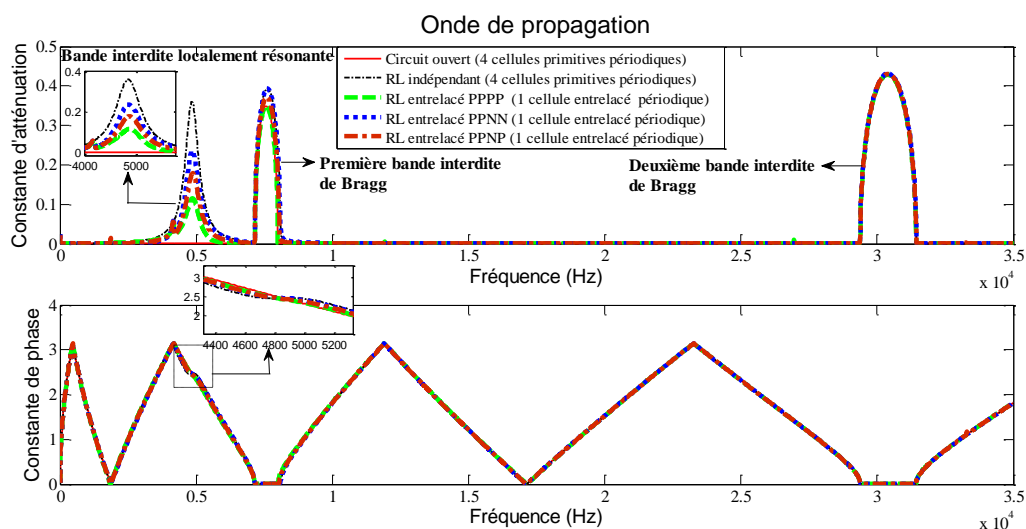 Onde de propagation
Constante d'atténuation
0.5
0.4
0.3
0.2
0.1
0
Bande interdite localement résonante
0.4
0.2
0
4000 5000
Circuit ouvert (4 cellules primitives périodiques)
RL indépendant (4 cellules primitives périodiques)
RL entrelacé PPPP (1 cellule entrelacé périodique)
RL entrelacé PPNN (1 cellule entrelacé périodique)
RL entrelacé PPNP (1 cellule entrelacé périodique)
Première bande interdite
de Bragg
Deuxième bande interdite
de Bragg
0 0.5 1 1.5 2 2.5 3 3.5
x 10^4
Fréquence (Hz)
Constante de phase
4
3
2
1
0
3
2.5
2
4400 4600 4800 5000 5200
0 0.5 1 1.5 2 2.5 3 3.5
x 10^4
Fréquence (Hz)